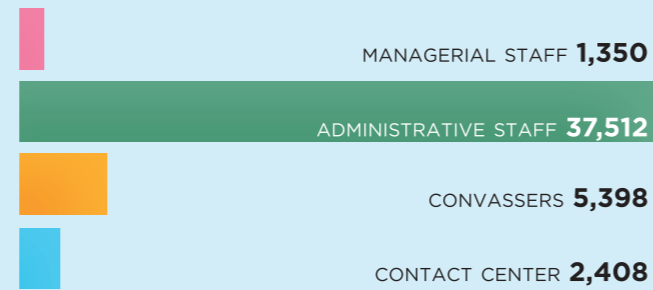 MANAGERIAL STAFF 1,350
ADMINISTRATIVE STAFF 37,512
CONVASSERS 5,398
CONTACT CENTER 2,408